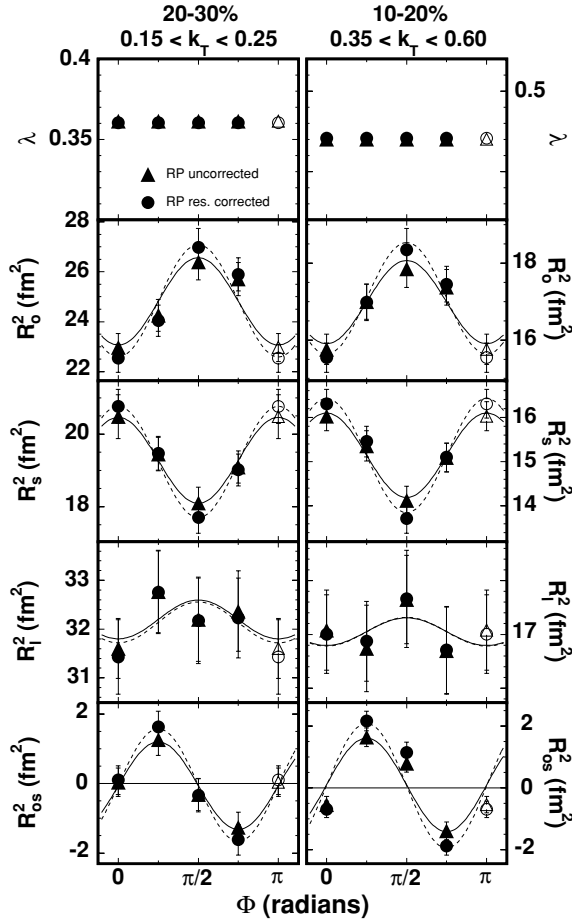 20-30%
0.15 < k_T < 0.25
10-20%
0.35 < k_T < 0.60
0.4
0.35
λ
0.5
λ
RP uncorrected
RP res. corrected
28
26
24
22
R_o^2 (fm^2)
18
16
R_o^2 (fm^2)
20
18
R_s^2 (fm^2)
16
15
14
R_s^2 (fm^2)
33
32
31
R_l^2 (fm^2)
17
R_l^2 (fm^2)
2
0
-2
R_os^2 (fm^2)
2
0
-2
R_os^2 (fm^2)
0
π/2
π
0
π/2
π
Φ (radians)